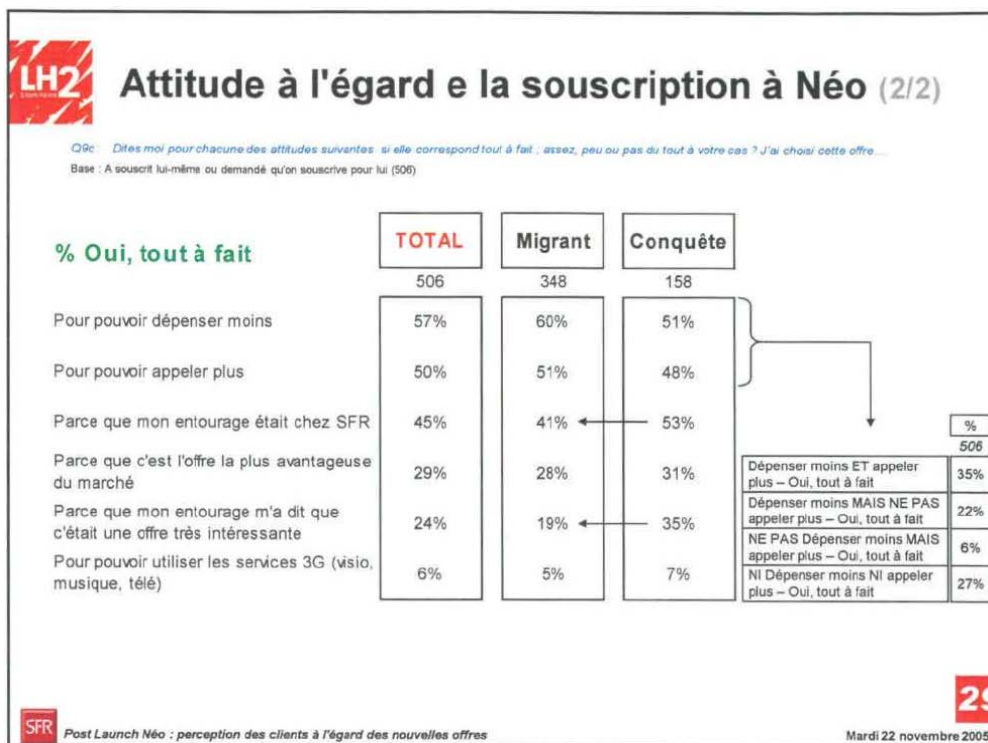 LH2
Attitude à l'égard e la souscription à Néo (2/2)
Q9c : Dites moi pour chacune des attitudes suivantes si elle correspond tout à fait , assez, peu ou pas du tout à votre cas ? J'ai choisi cette offre...
Base : A souscrit lui-même ou demandé qu'on souscrive pour lui (506)
% Oui, tout à fait
TOTAL Migrant Conquête
506 348 158
Pour pouvoir dépenser moins 57% 60% 51%
Pour pouvoir appeler plus 50% 51% 48%
Parce que mon entourage était chez SFR 45% 41% 53%
Parce que c'est l'offre la plus avantageuse
du marché 29% 28% 31%
Parce que mon entourage m'a dit que
c'était une offre très intéressante 24% 19% 35%
Pour pouvoir utiliser les services 3G (visio,
musique, télé) 6% 5% 7%
%
506
Dépenser moins ET appeler
plus – Oui, tout à fait 35%
Dépenser moins MAIS NE PAS
appeler plus – Oui, tout à fait 22%
NE PAS Dépenser moins MAIS
appeler plus – Oui, tout à fait 6%
NI Dépenser moins NI appeler
plus – Oui, tout à fait 27%
29
SFR
Post Launch Néo : perception des clients à l'égard des nouvelles offres
Mardi 22 novembre 2005